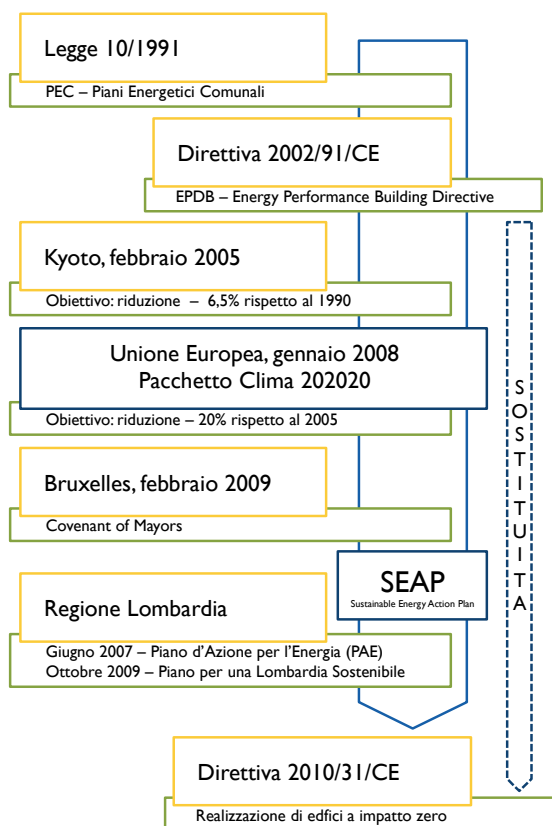 Legge 10/1991
PEC – Piani Energetici Comunali
Direttiva 2002/91/CE
EPDB – Energy Performance Building Directive
Kyoto, febbraio 2005
Obiettivo: riduzione – 6,5% rispetto al 1990
Unione Europea, gennaio 2008
Pacchetto Clima 202020
Obiettivo: riduzione – 20% rispetto al 2005
Bruxelles, febbraio 2009
Covenant of Mayors
SEAP
Sustainable Energy Action Plan
Regione Lombardia
Giugno 2007 – Piano d'Azione per l'Energia (PAE)
Ottobre 2009 – Piano per una Lombardia Sostenibile
SOSTITUITA
Direttiva 2010/31/CE
Realizzazione di edfici a impatto zero